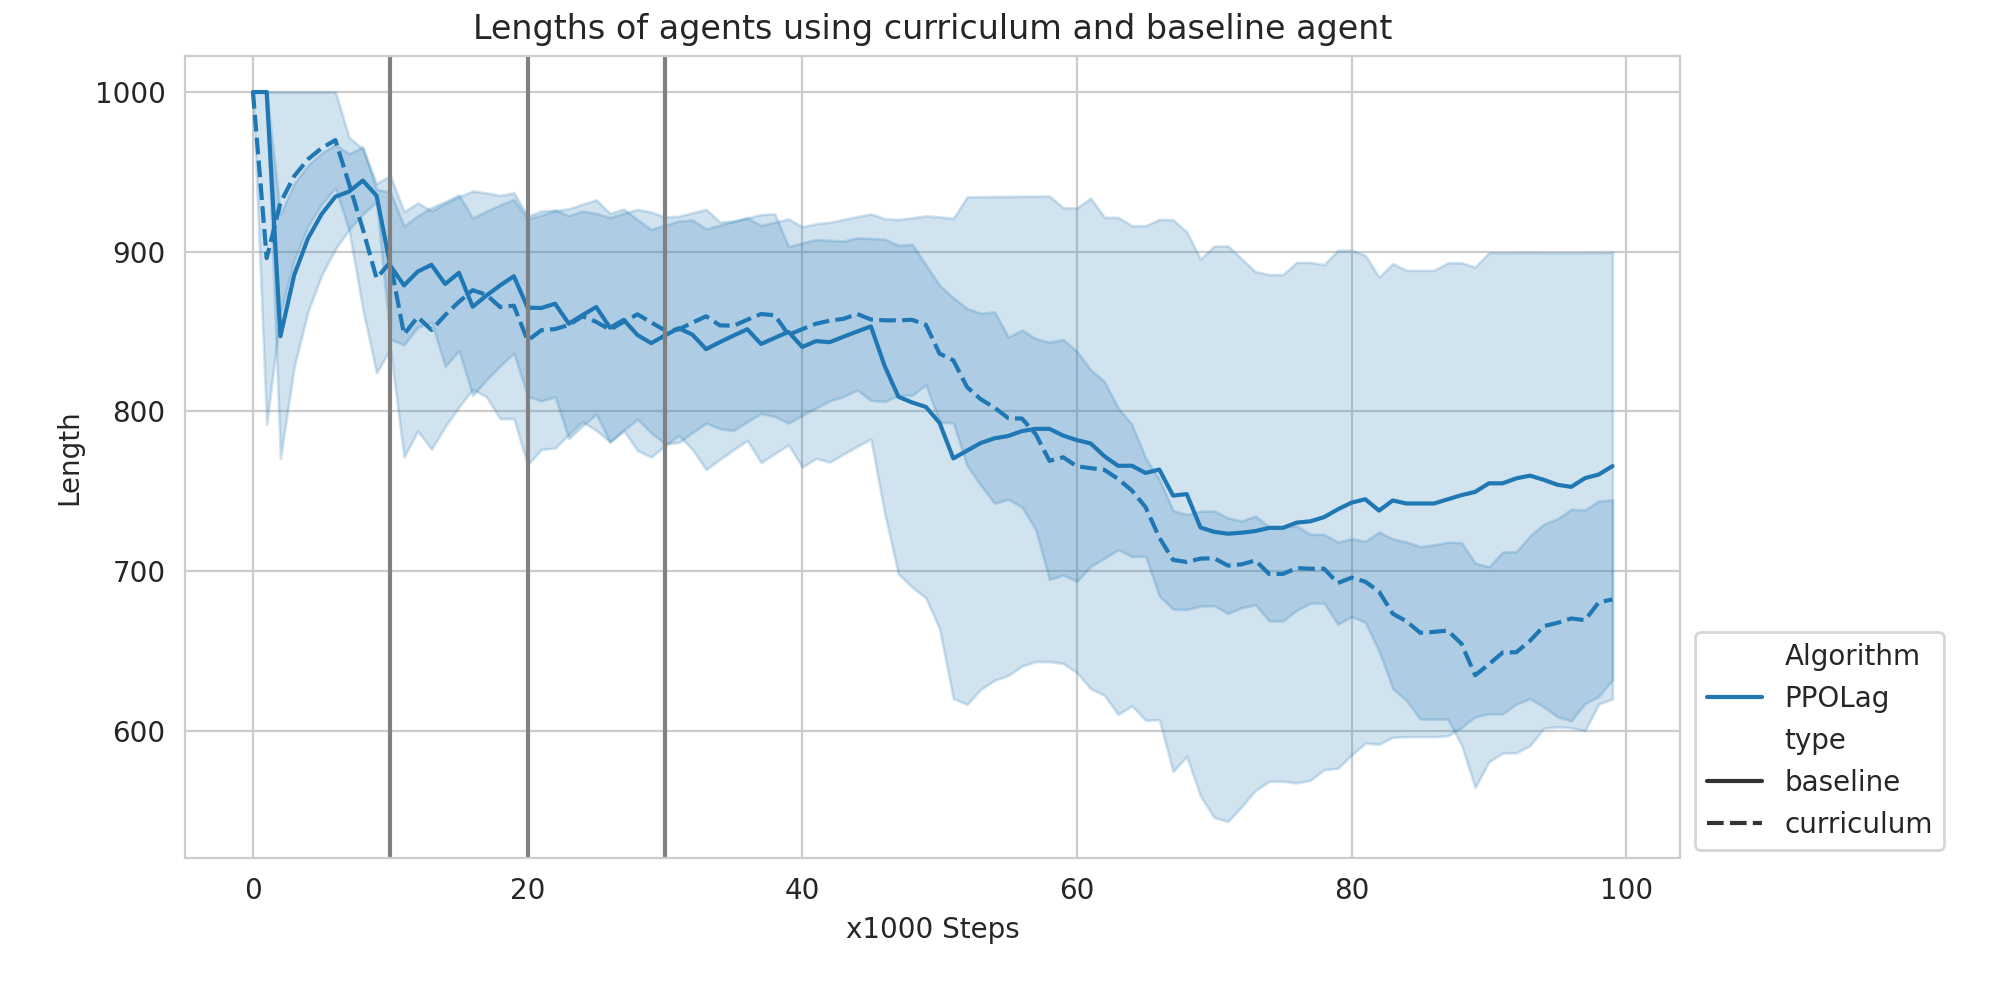 Lengths of agents using curriculum and baseline agent
1000
900
800
700
600
Length
0 20 40 60 80 100
x1000 Steps
Algorithm
PPOLag
type
baseline
curriculum